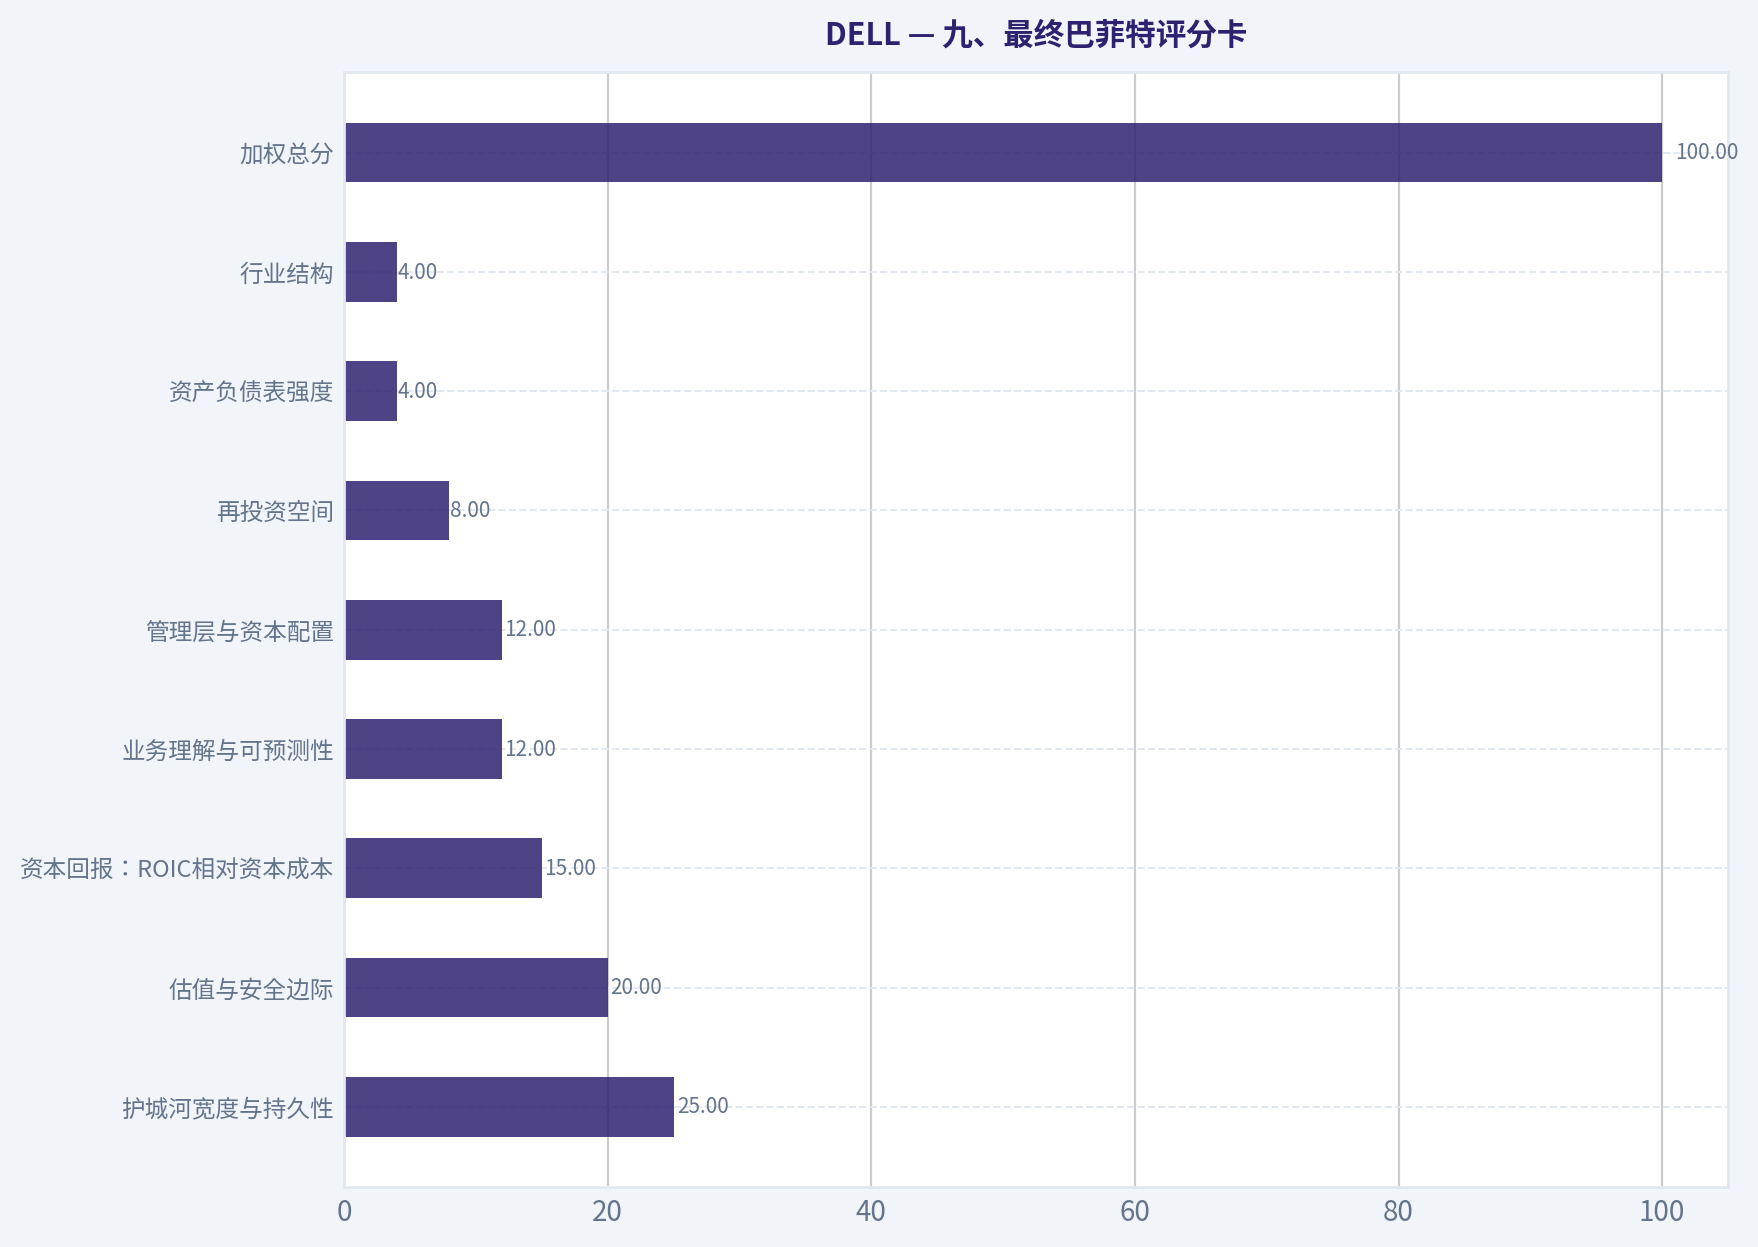 DELL — 九、最终巴菲特评分卡
加权总分
100.00
行业结构
4.00
资产负债表强度
4.00
再投资空间
8.00
管理层与资本配置
12.00
业务理解与可预测性
12.00
资本回报：ROIC相对资本成本
15.00
估值与安全边际
20.00
护城河宽度与持久性
25.00
0 20 40 60 80 100